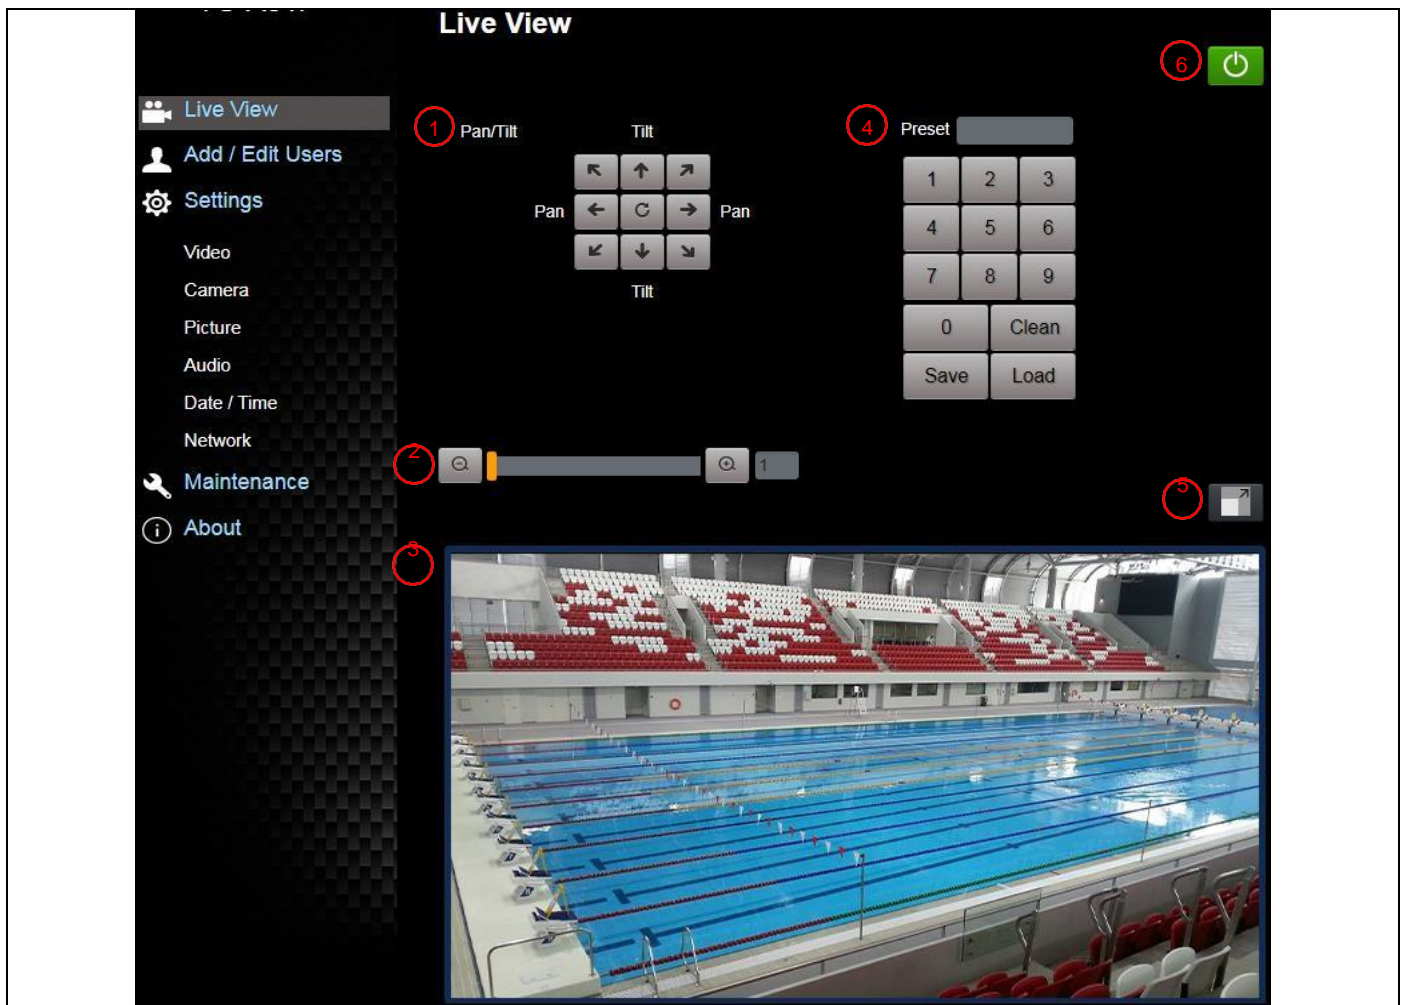 Live View
6
Live View
Add / Edit Users
Settings
Video
Camera
Picture
Audio
Date / Time
Network
Maintenance
About
1 Pan/Tilt
Tilt
Pan
Pan
Tilt
4 Preset
1 2 3
4 5 6
7 8 9
0 Clean
Save Load
2
1
5
3